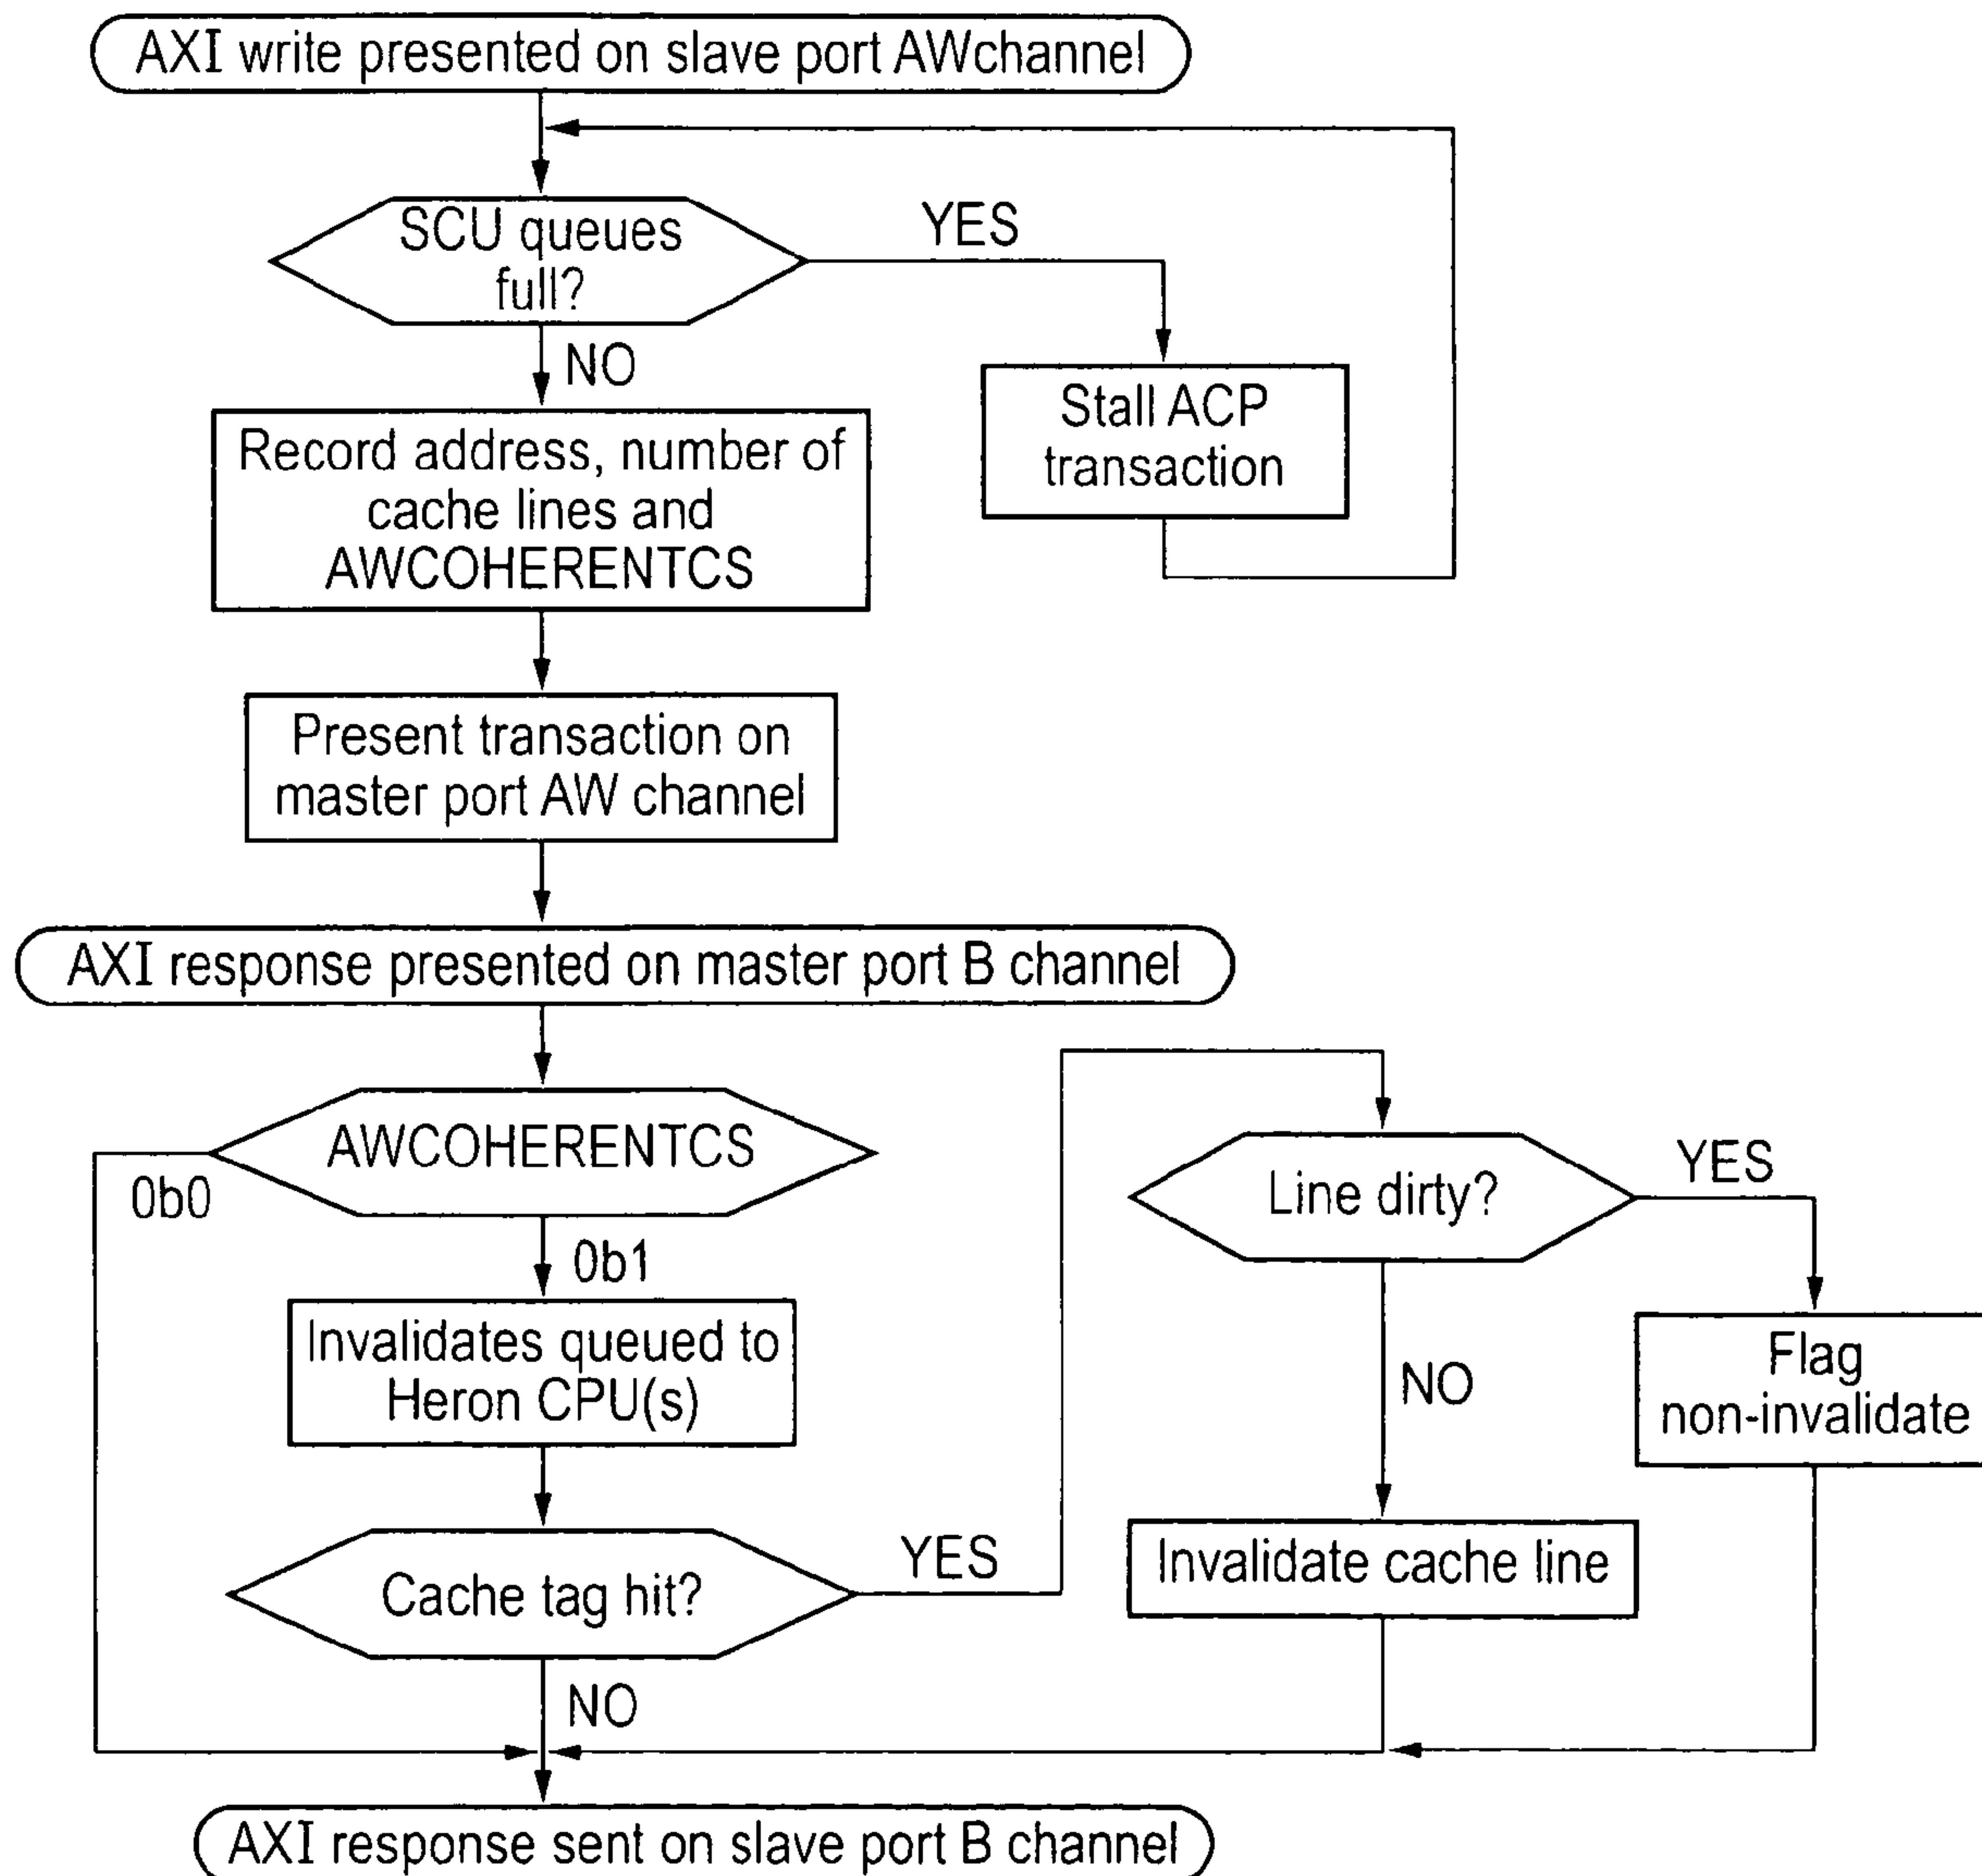 AXI write presented on slave port AWchannel
SCU queues
full?
YES
NO
Stall ACP
transaction
Record address, number of
cache lines and
AWCOHERENTCS
Present transaction on
master port AW channel
AXI response presented on master port B channel
AWCOHERENTCS
0b0
0b1
Invalidates queued to
Heron CPU(s)
Cache tag hit?
YES
NO
Line dirty?
YES
NO
Flag
non-invalidate
Invalidate cache line
AXI response sent on slave port B channel